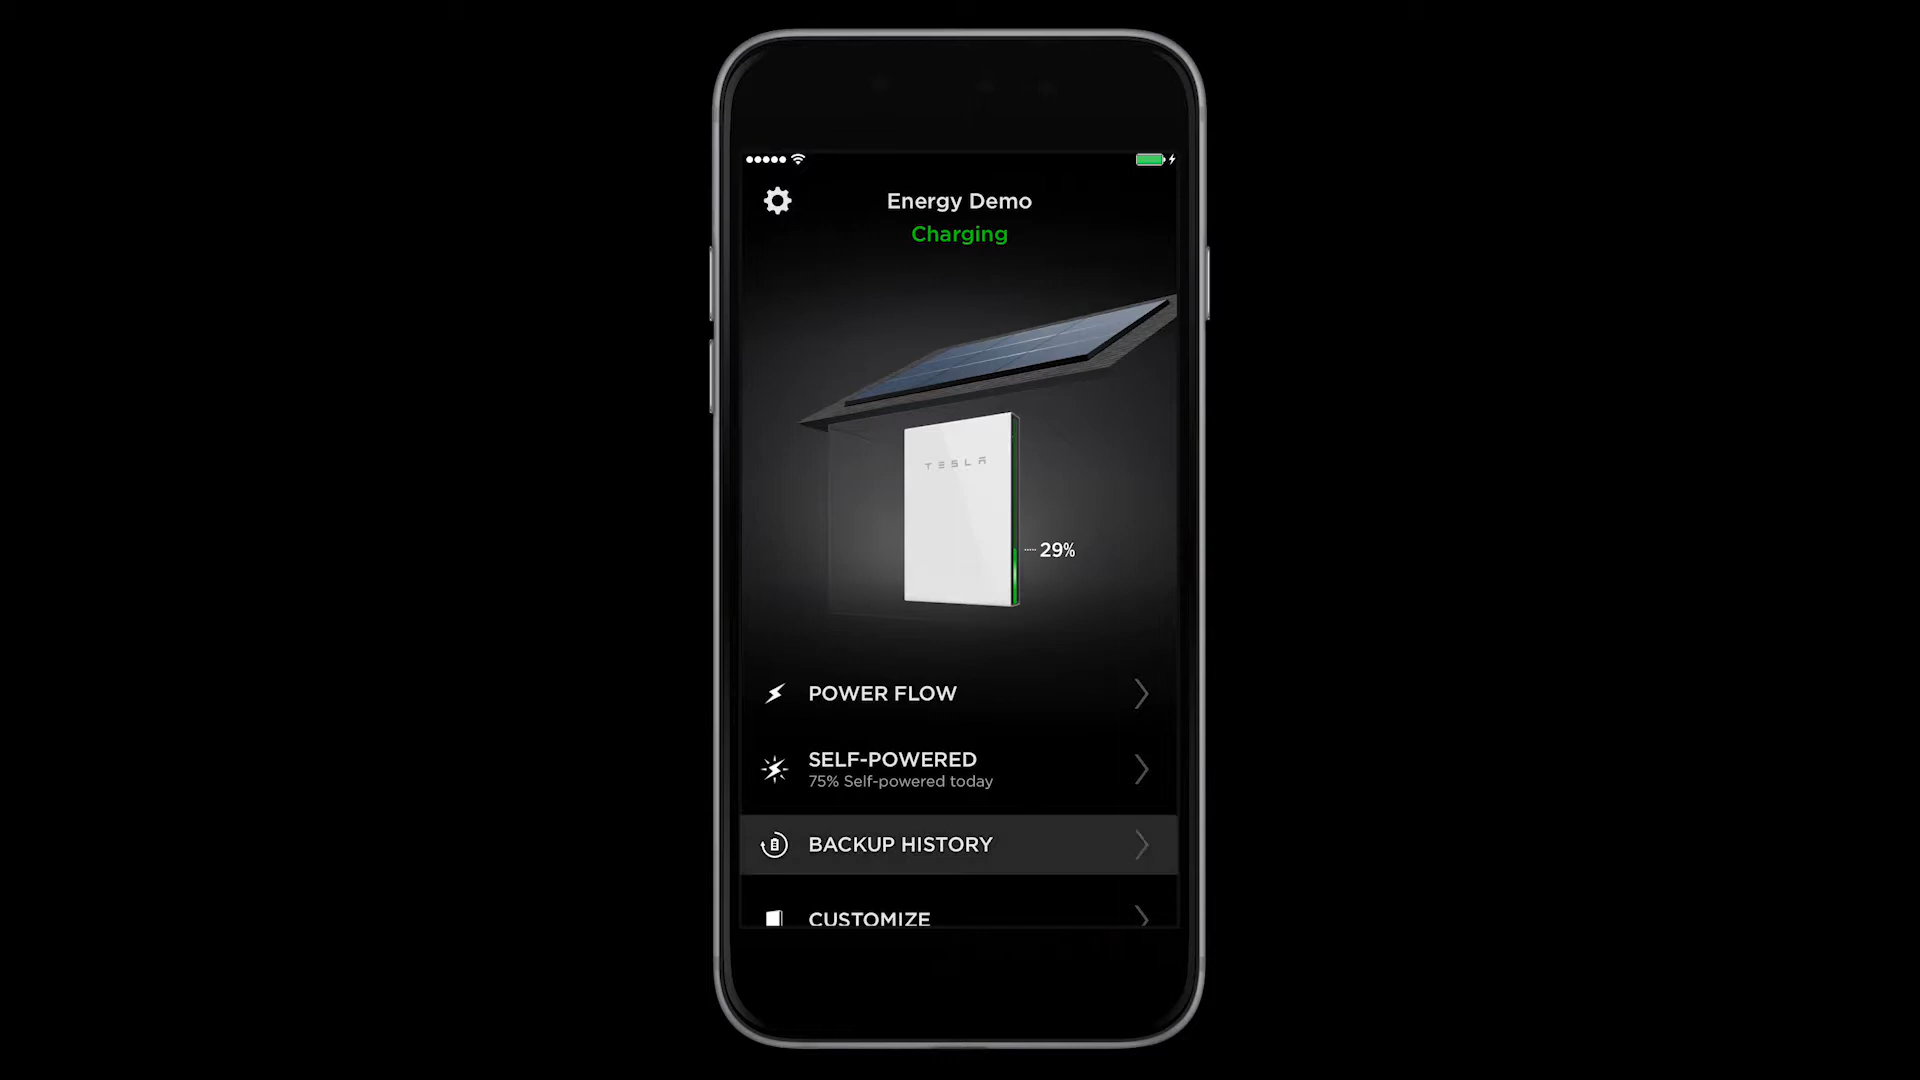 Energy Demo
Charging
TESLA
29%
POWER FLOW
SELF-POWERED
75% Self-powered today
BACKUP HISTORY
CUSTOMIZE